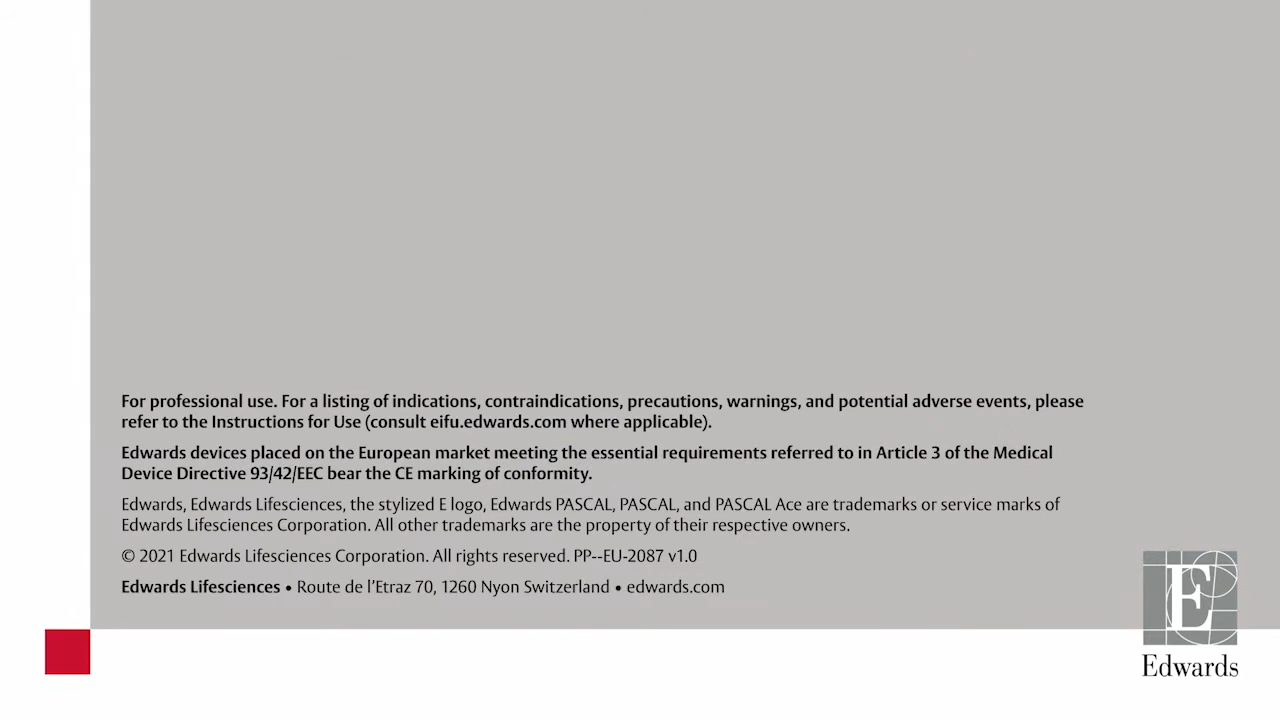 For professional use. For a listing of indications, contraindications, precautions, warnings, and potential adverse events, please
refer to the Instructions for Use (consult eifu.edwards.com where applicable).
Edwards devices placed on the European market meeting the essential requirements referred to in Article 3 of the Medical
Device Directive 93/42/EEC bear the CE marking of conformity.
Edwards, Edwards Lifesciences, the stylized E logo, Edwards PASCAL, PASCAL, and PASCAL Ace are trademarks or service marks of
Edwards Lifesciences Corporation. All other trademarks are the property of their respective owners.
© 2021 Edwards Lifesciences Corporation. All rights reserved. PP--EU-2087 v1.0
Edwards Lifesciences • Route de l’Etraz 70, 1260 Nyon Switzerland • edwards.com
E
Edwards